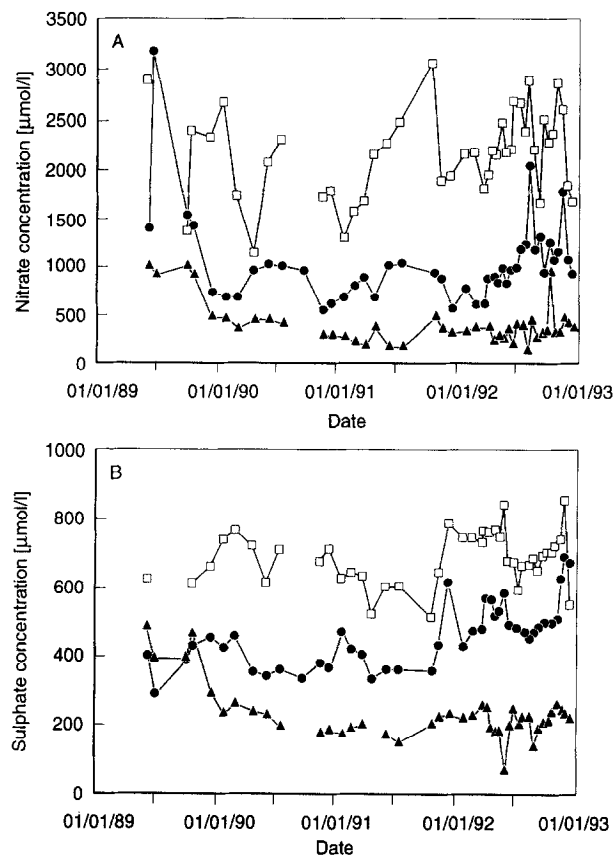 A
Nitrate concentration [µmol/l]
3500
3000
2500
2000
1500
1000
500
0
01/01/89 01/01/90 01/01/91 01/01/92 01/01/93
Date
B
Sulphate concentration [µmol/l]
1000
800
600
400
200
0
01/01/89 01/01/90 01/01/91 01/01/92 01/01/93
Date